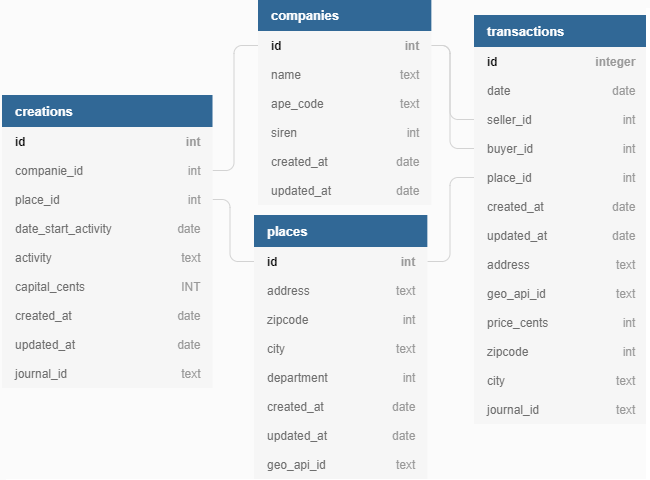 companies
id int
name text
ape_code text
siren int
created_at date
updated_at date
transactions
id integer
date date
seller_id int
buyer_id int
place_id int
created_at date
updated_at date
address text
geo_api_id text
price_cents int
zipcode int
city text
journal_id text
creations
id int
companie_id int
place_id int
date_start_activity date
activity text
capital_cents INT
created_at date
updated_at date
journal_id text
places
id int
address text
zipcode int
city text
department int
created_at date
updated_at date
geo_api_id text